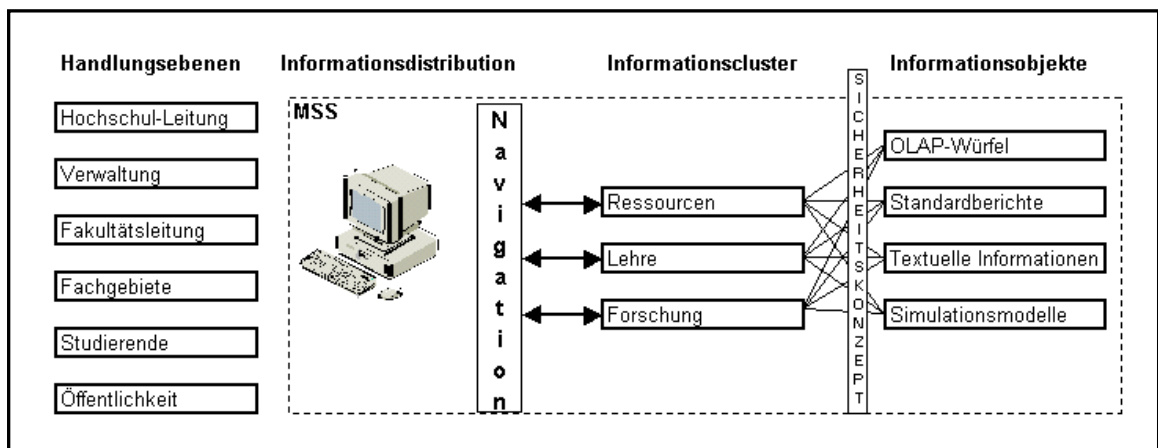 Handlungsebenen
Informationsdistribution
Informationscluster
Informationsobjekte
Hochschul-Leitung
Verwaltung
Fakultätsleitung
Fachgebiete
Studierende
Öffentlichkeit
MSS
Navigation
Ressourcen
Lehre
Forschung
SICHERHEITSKONZEPT
OLAP-Würfel
Standardberichte
Textuelle Informationen
Simulationsmodelle